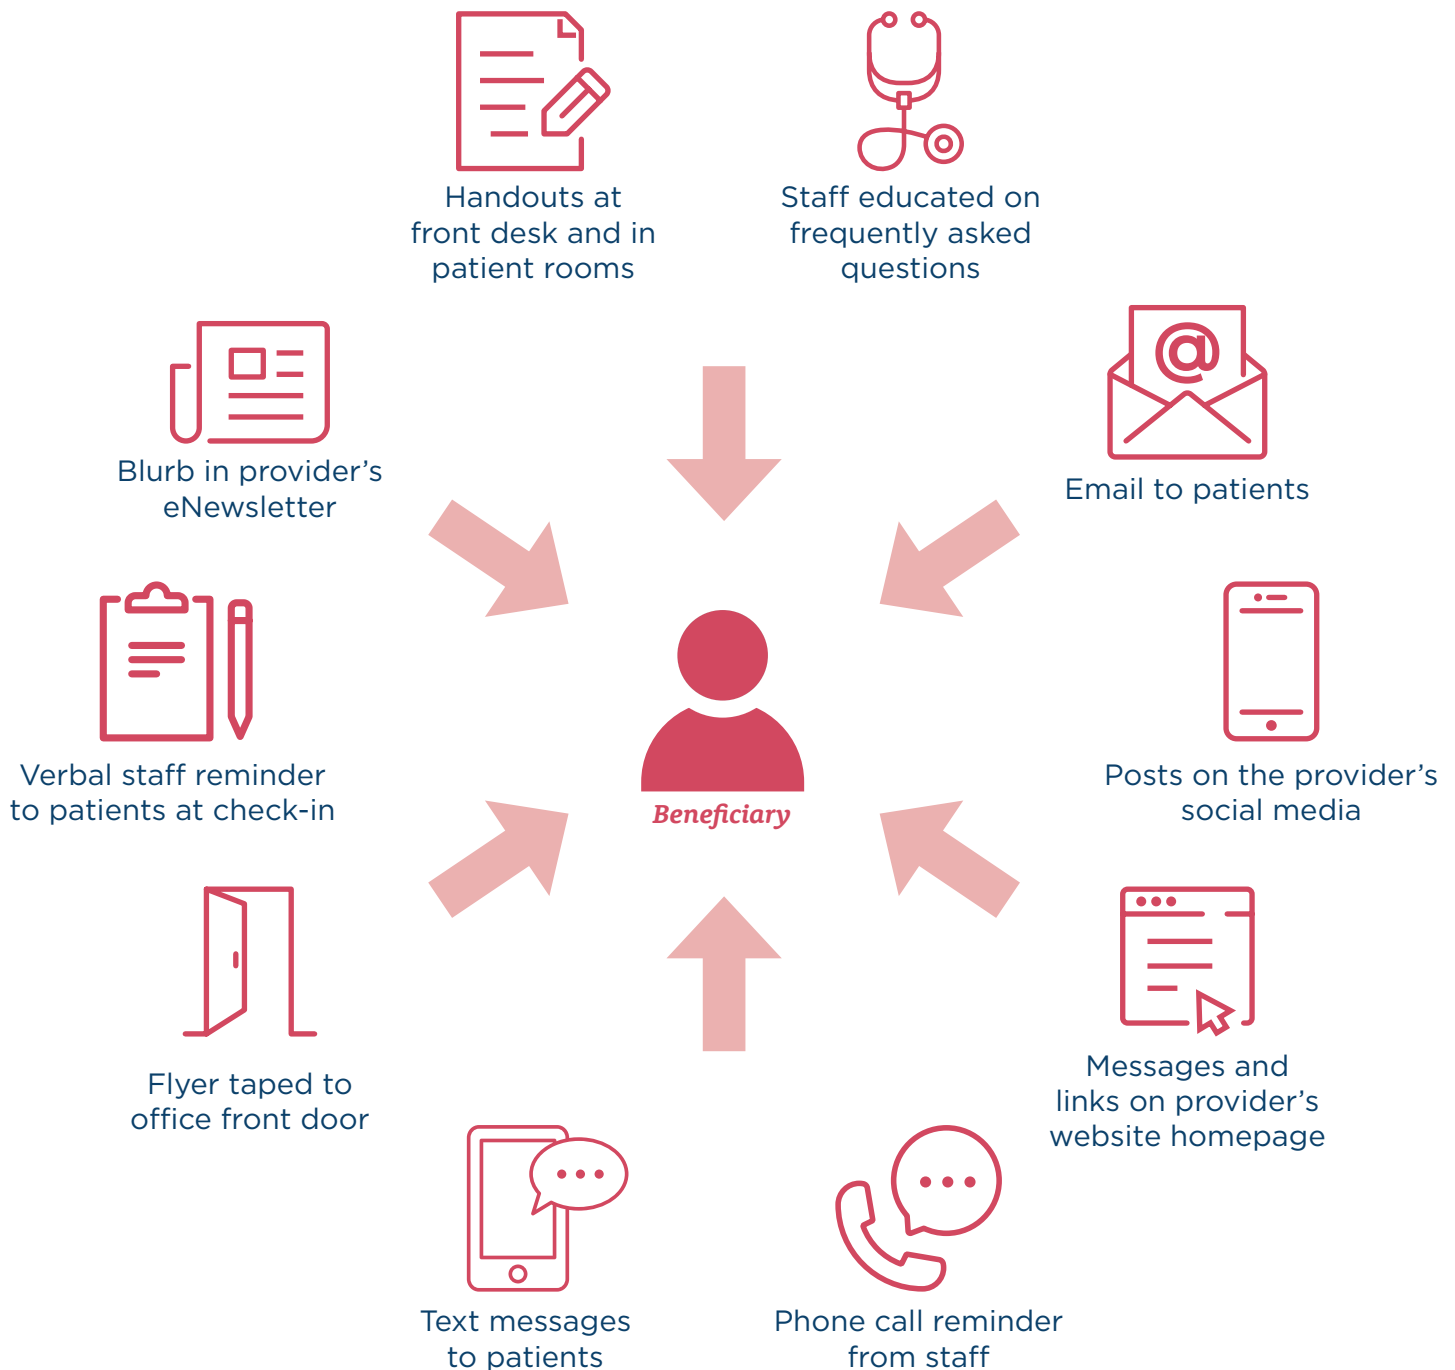 Handouts at
front desk and in
patient rooms
Staff educated on
frequently asked
questions
@
Blurb in provider’s
eNewsletter
Email to patients
Verbal staff reminder
to patients at check-in
Beneficiary
Posts on the provider’s
social media
Flyer taped to
office front door
Messages and
links on provider’s
website homepage
Text messages
to patients
Phone call reminder
from staff